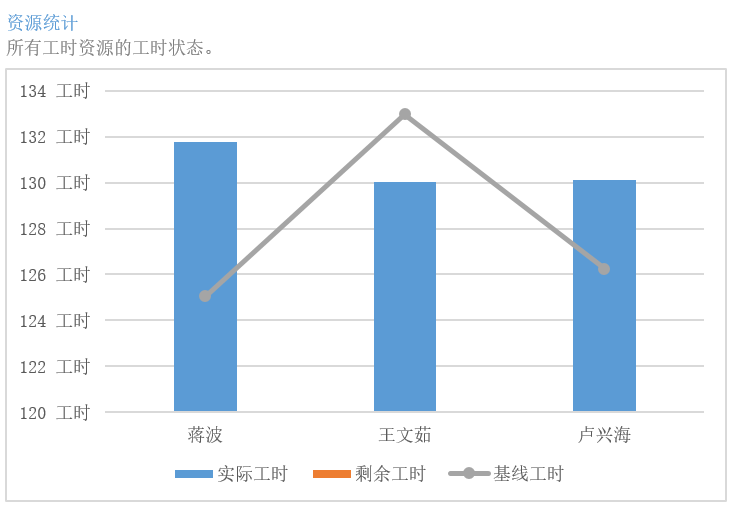 资源统计
所有工时资源的工时状态。
134 工时
132 工时
130 工时
128 工时
126 工时
124 工时
122 工时
120 工时
蒋波 王文茹 卢兴海
实际工时 剩余工时 基线工时